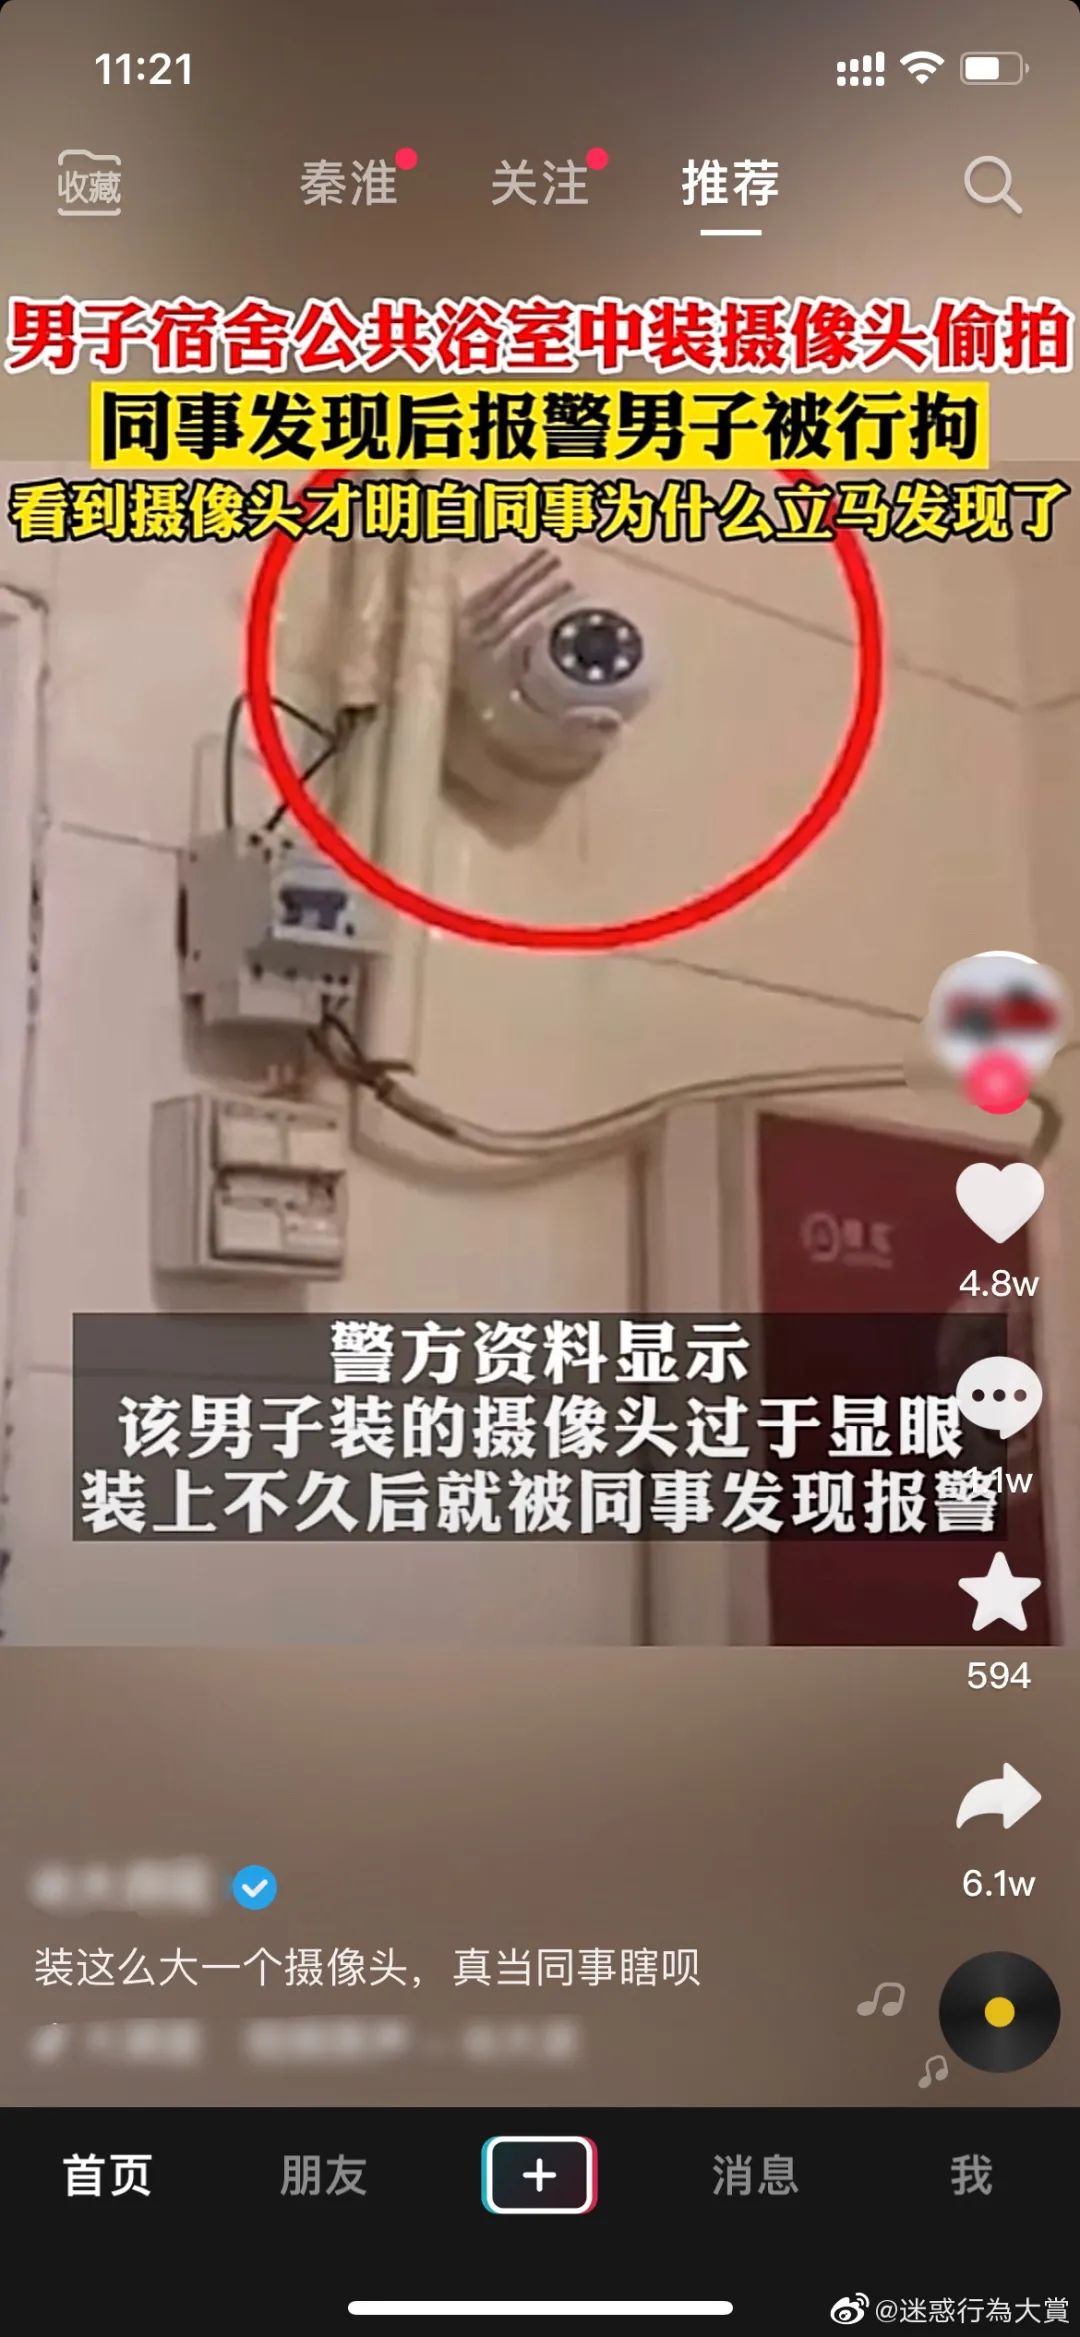 11:21
收藏
秦淮
关注
推荐
男子宿舍公共浴室中装摄像头偷拍
同事发现后报警男子被行拘
看到摄像头才明白同事为什么立马发现了
4.8w
警方资料显示
该男子装的摄像头过于显眼
装上不久后就被同事发现报警
1.1w
594
6.1w
装这么大一个摄像头，真当同事瞎呗
首页
朋友
消息
我
@迷惑行為大賞